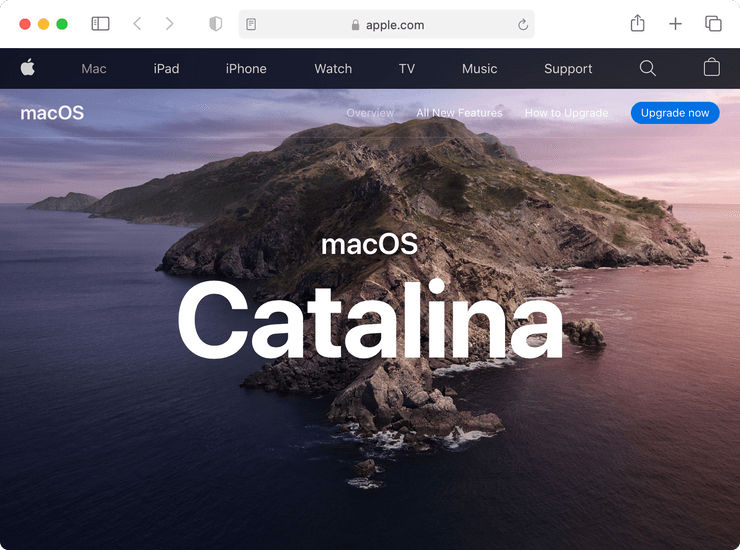 apple.com
Mac iPad iPhone Watch TV Music Support
macOS Overview All New Features How to Upgrade Upgrade now
macOS
Catalina